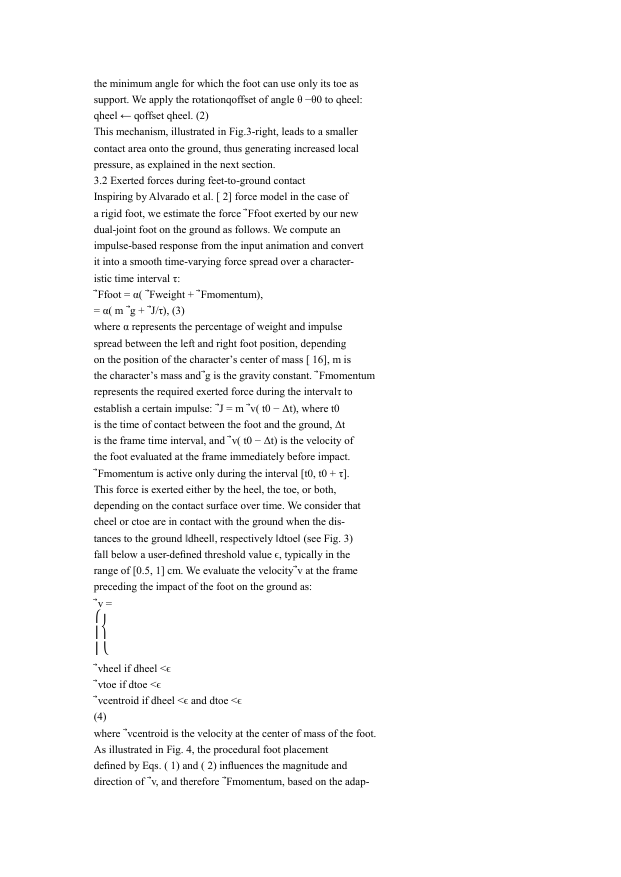 the minimum angle for which the foot can use only its toe as
support. We apply the rotationqoffset of angle θ −θ0 to qheel:
qheel ← qoffset qheel. (2)
This mechanism, illustrated in Fig.3-right, leads to a smaller
contact area onto the ground, thus generating increased local
pressure, as explained in the next section.
3.2 Exerted forces during feet-to-ground contact
Inspiring by Alvarado et al. [ 2] force model in the case of
a rigid foot, we estimate the force ⃗Ffoot exerted by our new
dual-joint foot on the ground as follows. We compute an
impulse-based response from the input animation and convert
it into a smooth time-varying force spread over a character-
istic time interval τ:
⃗Ffoot = α( ⃗Fweight + ⃗Fmomentum),
= α( m ⃗g + ⃗J/τ), (3)
where α represents the percentage of weight and impulse
spread between the left and right foot position, depending
on the position of the character’s center of mass [ 16], m is
the character’s mass and⃗g is the gravity constant. ⃗Fmomentum
represents the required exerted force during the intervalτ to
establish a certain impulse: ⃗J = m ⃗v( t0 − Δt), where t0
is the time of contact between the foot and the ground, Δt
is the frame time interval, and ⃗v( t0 − Δt) is the velocity of
the foot evaluated at the frame immediately before impact.
⃗Fmomentum is active only during the interval [t0, t0 + τ].
This force is exerted either by the heel, the toe, or both,
depending on the contact surface over time. We consider that
cheel or ctoe are in contact with the ground when the dis-
tances to the ground |dheel|, respectively |dtoe| (see Fig. 3)
fall below a user-defined threshold value ϵ, typically in the
range of [0.5, 1] cm. We evaluate the velocity⃗v at the frame
preceding the impact of the foot on the ground as:
⃗v =
⎧⎪⎪⎨⎪⎪⎩
⃗vheel if dheel <ϵ
⃗vtoe if dtoe <ϵ
⃗vcentroid if dheel <ϵ and dtoe <ϵ
(4)
where ⃗vcentroid is the velocity at the center of mass of the foot.
As illustrated in Fig. 4, the procedural foot placement
defined by Eqs. ( 1) and ( 2) influences the magnitude and
direction of ⃗v, and therefore ⃗Fmomentum, based on the adap-